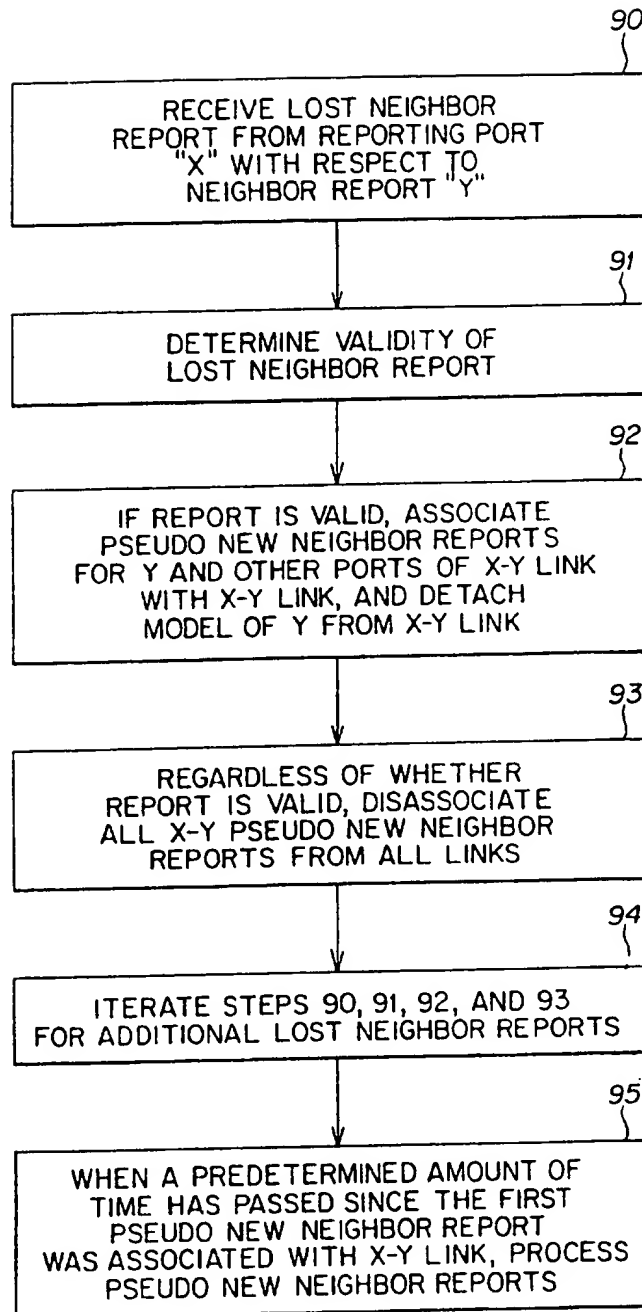 90
RECEIVE LOST NEIGHBOR
REPORT FROM REPORTING PORT
"X" WITH RESPECT TO
NEIGHBOR REPORT "Y"
91
DETERMINE VALIDITY OF
LOST NEIGHBOR REPORT
92
IF REPORT IS VALID, ASSOCIATE
PSEUDO NEW NEIGHBOR REPORTS
FOR Y AND OTHER PORTS OF X-Y LINK
WITH X-Y LINK, AND DETACH
MODEL OF Y FROM X-Y LINK
93
REGARDLESS OF WHETHER
REPORT IS VALID, DISASSOCIATE
ALL X-Y PSEUDO NEW NEIGHBOR
REPORTS FROM ALL LINKS
94
ITERATE STEPS 90, 91, 92, AND 93
FOR ADDITIONAL LOST NEIGHBOR REPORTS
95
WHEN A PREDETERMINED AMOUNT OF
TIME HAS PASSED SINCE THE FIRST
PSEUDO NEW NEIGHBOR REPORT
WAS ASSOCIATED WITH X-Y LINK, PROCESS
PSEUDO NEW NEIGHBOR REPORTS